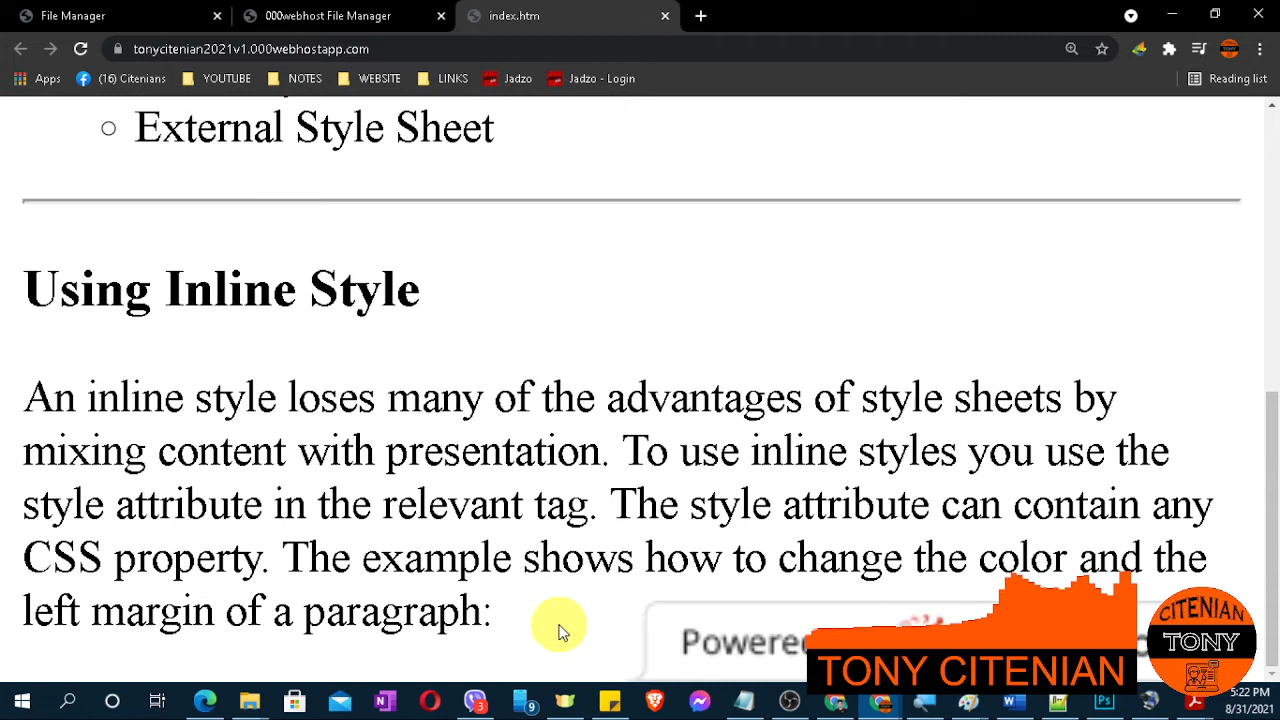 File Manager
000webhost File Manager
index.htm
tonycitenian2021v1.000webhostapp.com
Apps
(16) Citenians
YOUTUBE
NOTES
WEBSITE
LINKS
Jadzo
Jadzo - Login
Reading list
External Style Sheet
Using Inline Style
An inline style loses many of the advantages of style sheets by
mixing content with presentation. To use inline styles you use the
style attribute in the relevant tag. The style attribute can contain any
CSS property. The example shows how to change the color and the
left margin of a paragraph:
Powered
TONY CITENIAN
CITENIAN
TONY
3
9
5:22 PM
8/31/2021